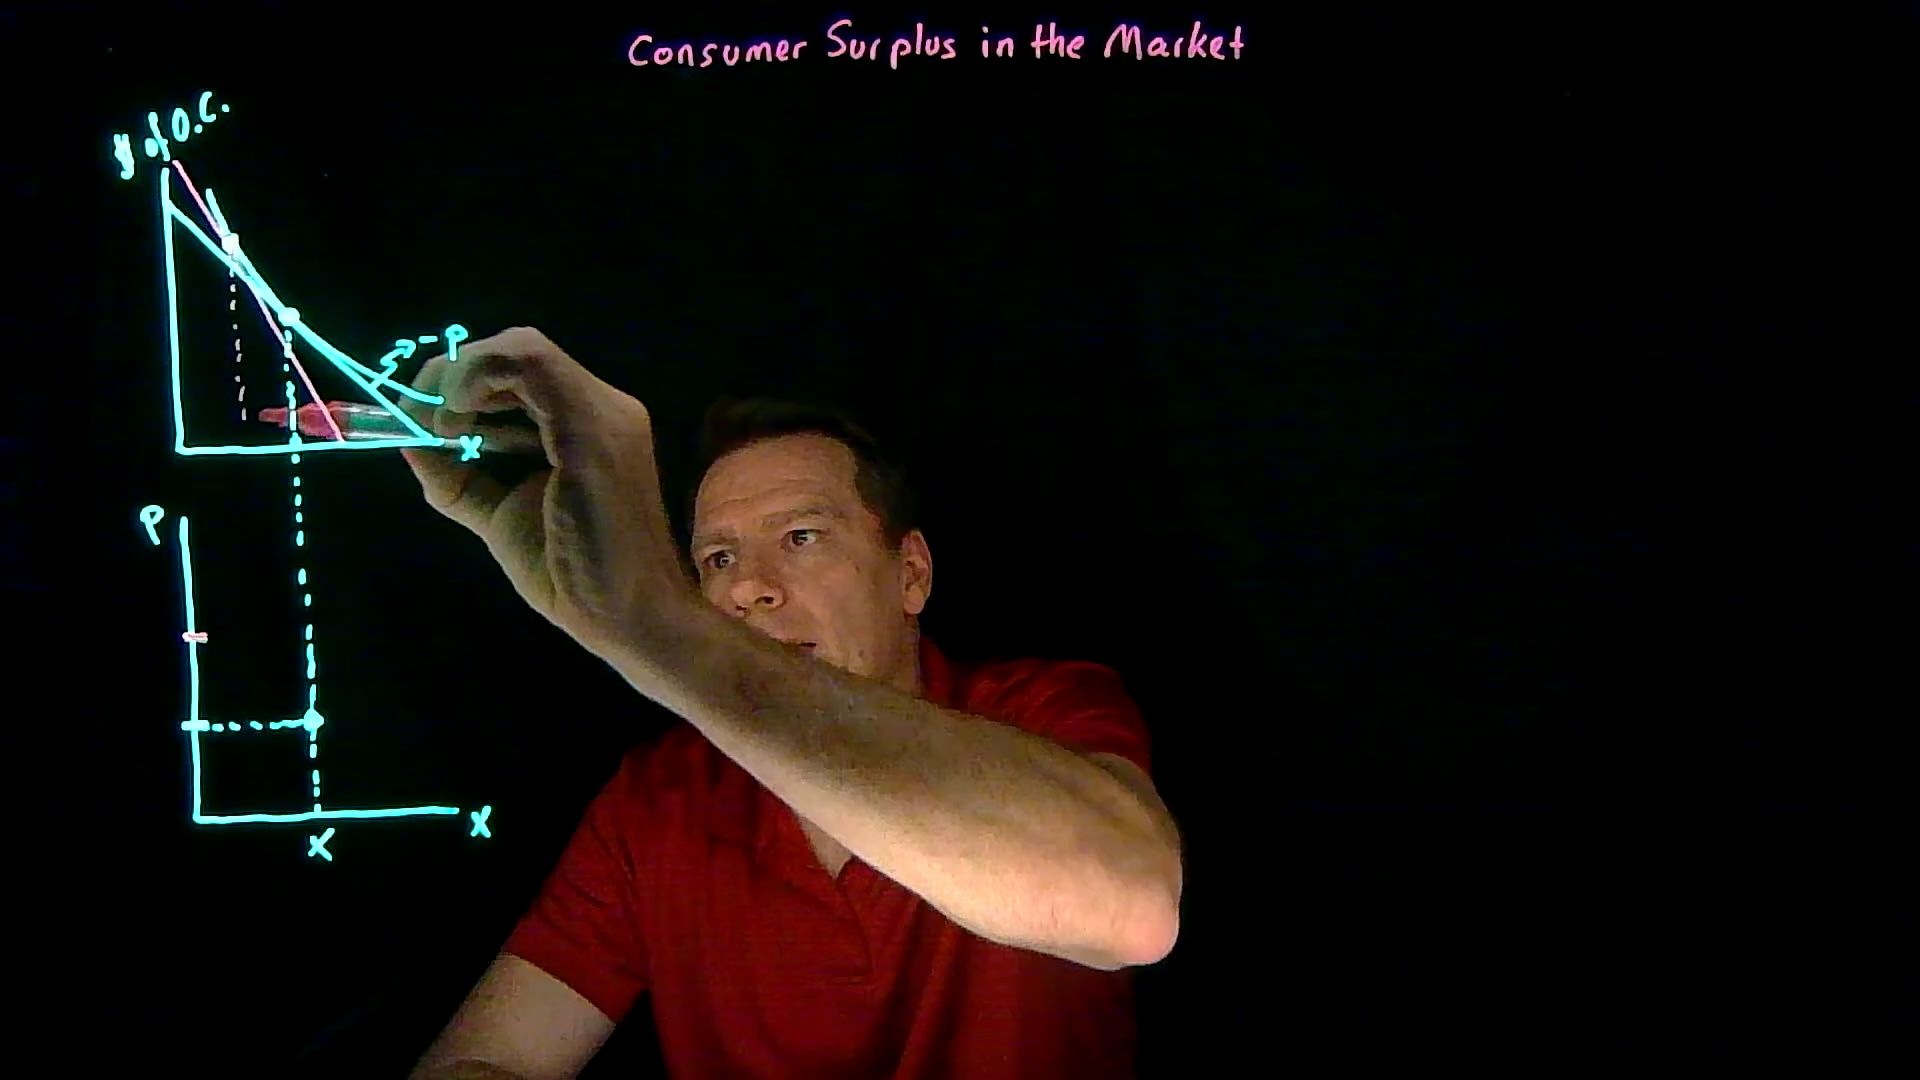 Consumer Surplus in the Market
$ of O.C.
-P
x
P
x
x